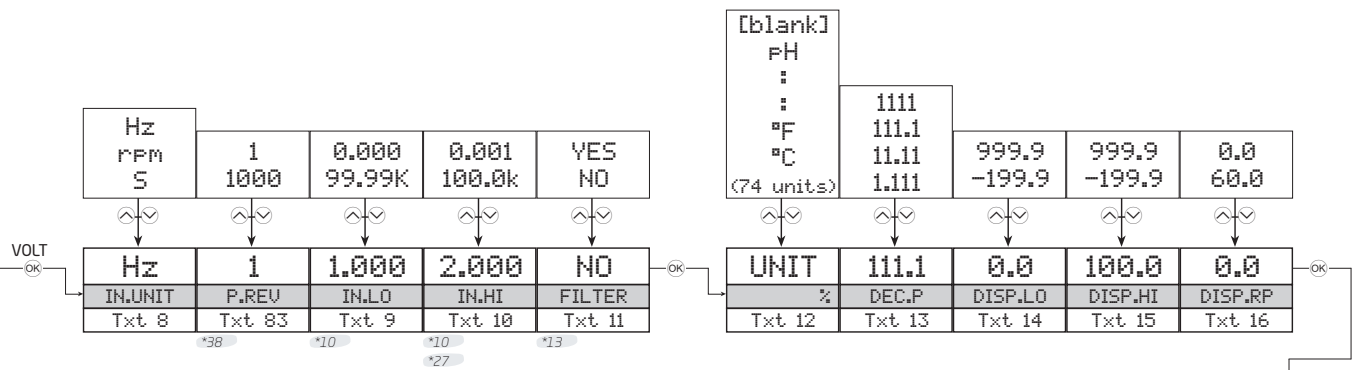 [blank]
pH
:
:
°F
°C
(74 units)
1111
111.1
11.11
1.111
Hz
rpm
S
1
1000
0.000
99.99K
0.001
100.0k
YES
NO
999.9
-199.9
999.9
-199.9
0.0
60.0
VOLT
OK
Hz 1 1.000 2.000 NO
IN.UNIT P.REV IN.LO IN.HI FILTER
Txt 8 Txt 83 Txt 9 Txt 10 Txt 11
*38 *10 *10 *13
*27
OK
UNIT 111.1 0.0 100.0 0.0
% DEC.P DISP.LO DISP.HI DISP.RP
Txt 12 Txt 13 Txt 14 Txt 15 Txt 16
OK